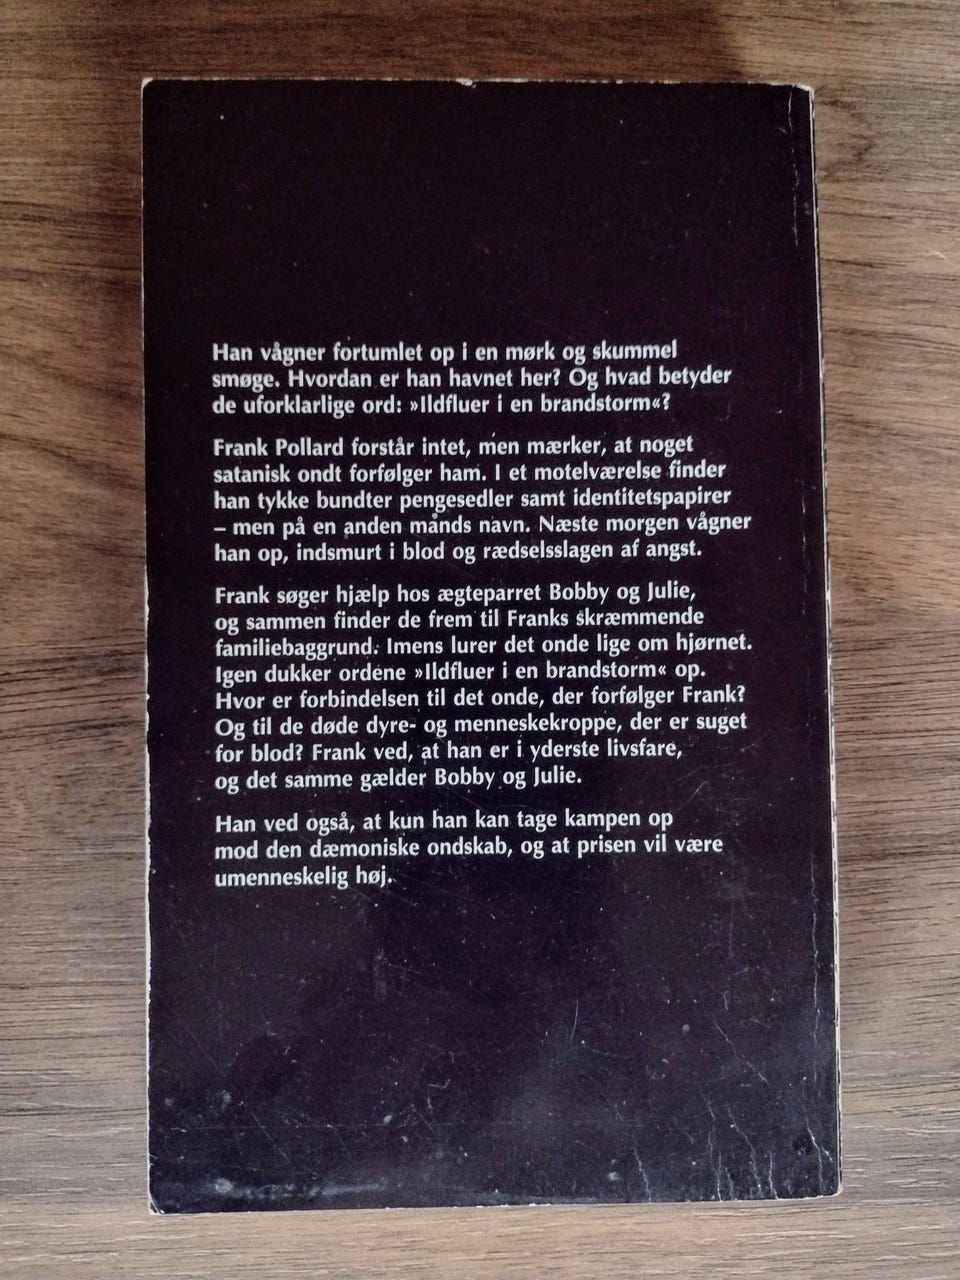 Han vågner fortumlet op i en mørk og skummel
smøge. Hvordan er han havnet her? Og hvad betyder
de uforklarlige ord: »Ildfluer i en brandstorm«?
Frank Pollard forstår intet, men mærker, at noget
satanisk ondt forfølger ham. I et motelværelse finder
han tykke bundter pengesedler samt identitetspapirer
– men på en anden mands navn. Næste morgen vågner
han op, indsmurt i blod og rædselsslagen af angst.
Frank søger hjælp hos ægteparret Bobby og Julie,
og sammen finder de frem til Franks skræmmende
familiebaggrund. Imens lurer det onde lige om hjørnet.
Igen dukker ordene »Ildfluer i en brandstorm« op.
Hvor er forbindelsen til det onde, der forfølger Frank?
Og til de døde dyre- og menneskekroppe, der er suget
for blod? Frank ved, at han er i yderste livsfare,
og det samme gælder Bobby og Julie.
Han ved også, at kun han kan tage kampen op
mod den dæmoniske ondskab, og at prisen vil være
umenneskelig høj.